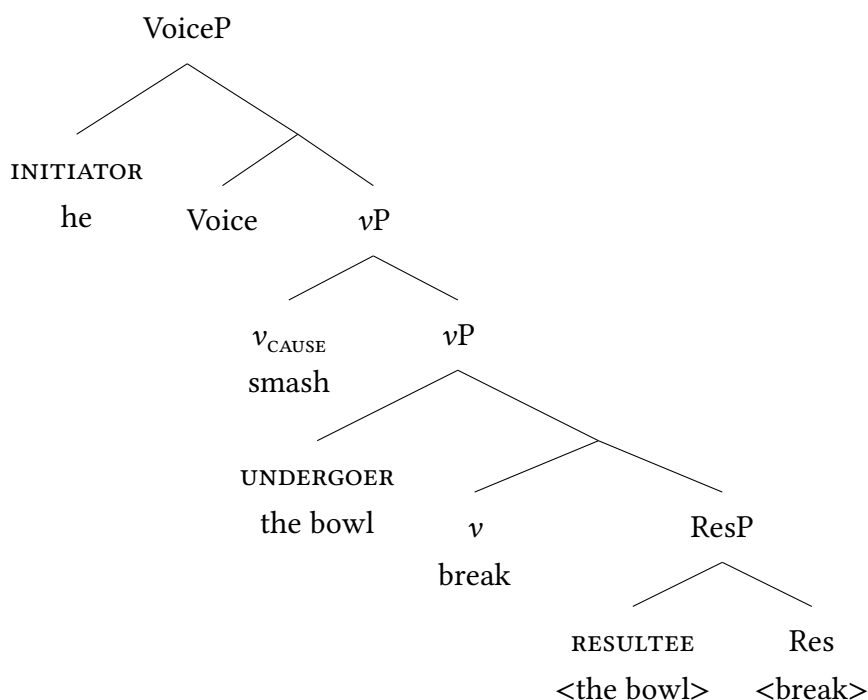 VoiceP
INITIATOR
he
Voice
vP
vCAUSE
smash
vP
UNDERGOER
the bowl
v
break
ResP
RESULTEE
<the bowl>
Res
<break>